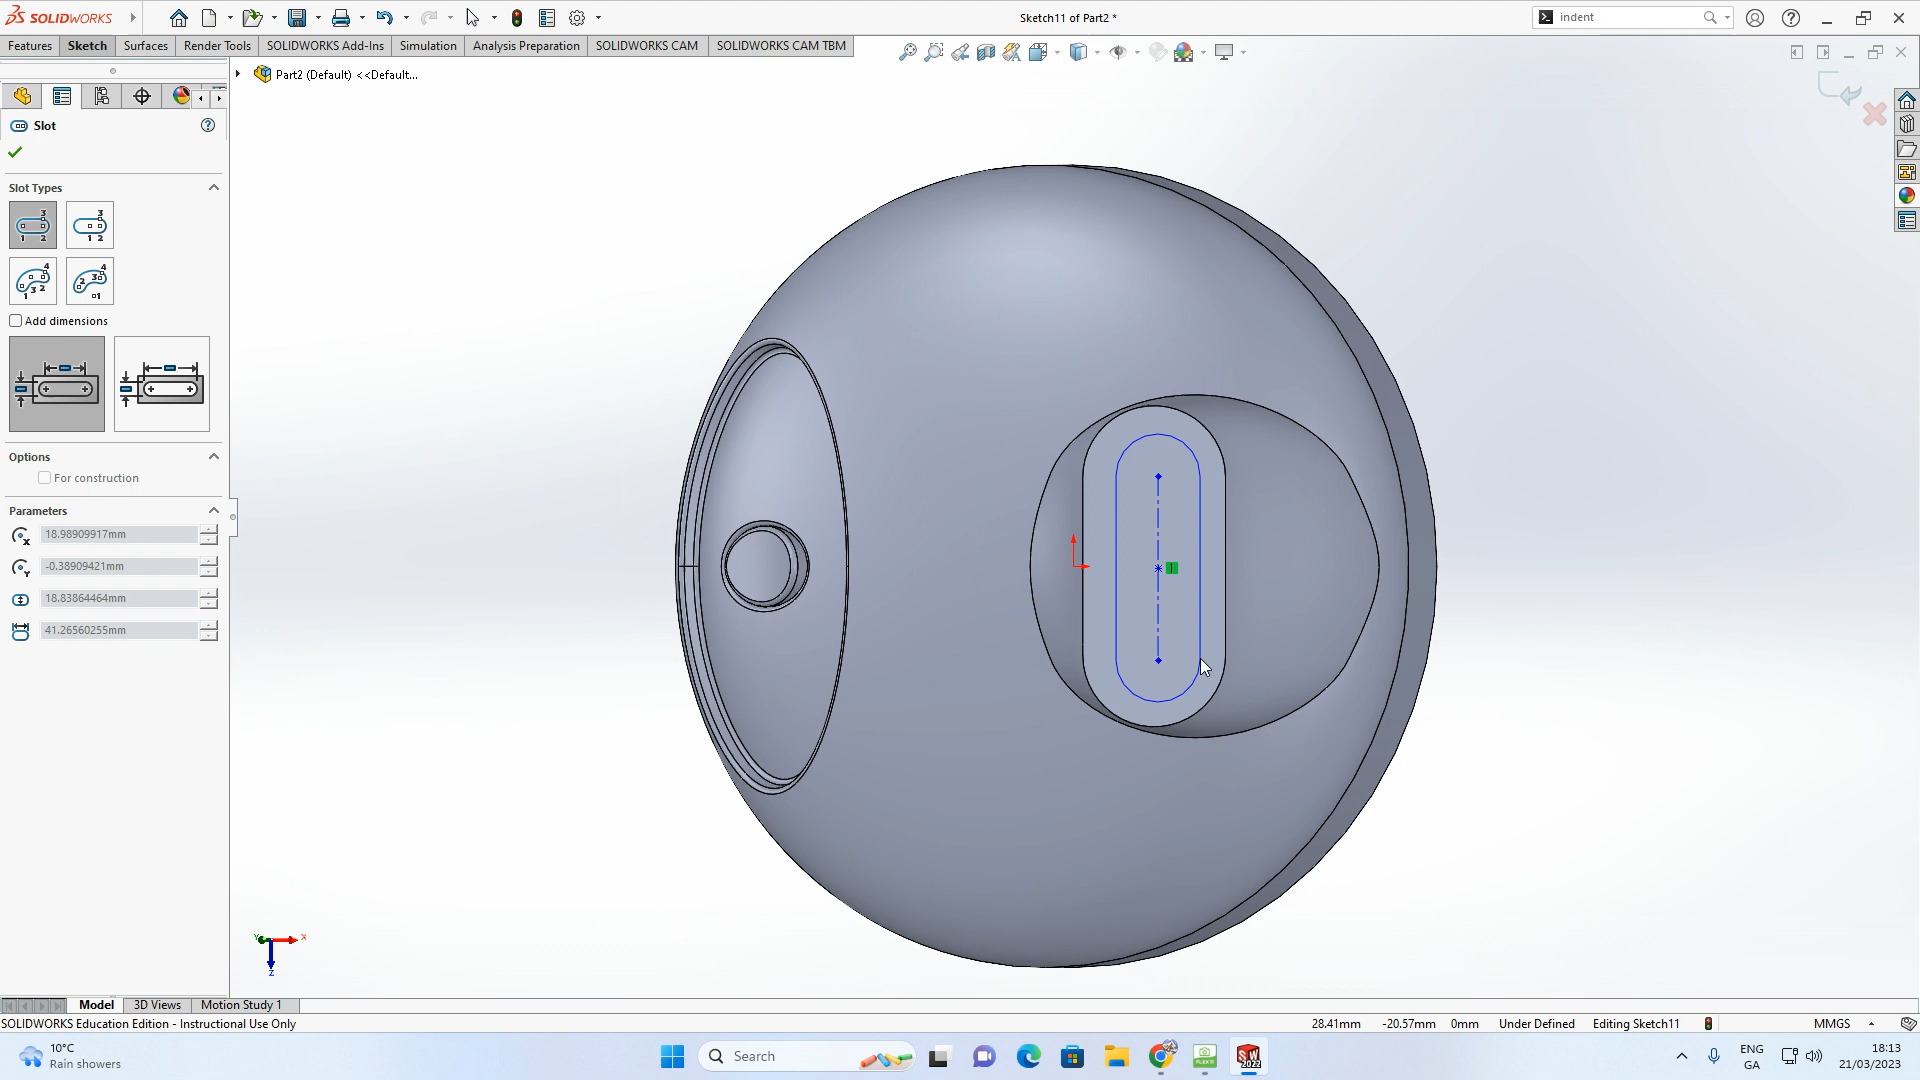 SOLIDWORKS
Sketch11 of Part2 *
indent
Features
Sketch
Surfaces
Render Tools
SOLIDWORKS Add-Ins
Simulation
Analysis Preparation
SOLIDWORKS CAM
SOLIDWORKS CAM TBM
Part2 (Default) <<Default...
Slot
Slot Types
Add dimensions
Options
For construction
Parameters
18.98909917mm
-0.38909421mm
18.83864464mm
41.26560255mm
Y X
Z
Model
3D Views
Motion Study 1
SOLIDWORKS Education Edition - Instructional Use Only
28.41mm
-20.57mm
0mm
Under Defined
Editing Sketch11
MMGS
10°C
Rain showers
Search
SW
2022
ENG
GA
18:13
21/03/2023